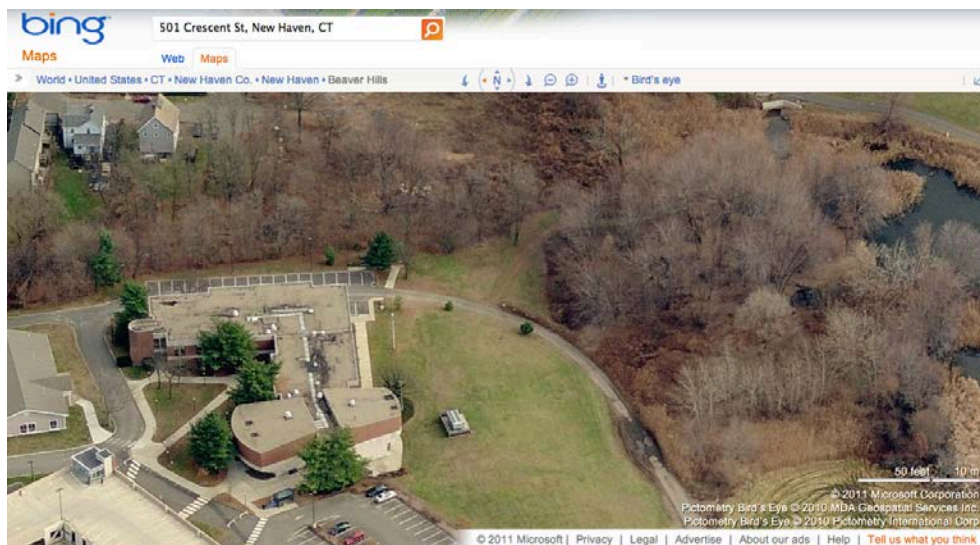 bing
501 Crescent St, New Haven, CT
Maps
Web
Maps
» World • United States • CT • New Haven Co. • New Haven • Beaver Hills
N
Bird's eye
50 feet 10 m
© 2011 Microsoft Corporation
Pictometry Bird's Eye © 2010 MDA Geospatial Services Inc.
Pictometry Bird's Eye © 2010 Pictometry International Corp
© 2011 Microsoft | Privacy | Legal | Advertise | About our ads | Help | Tell us what you think